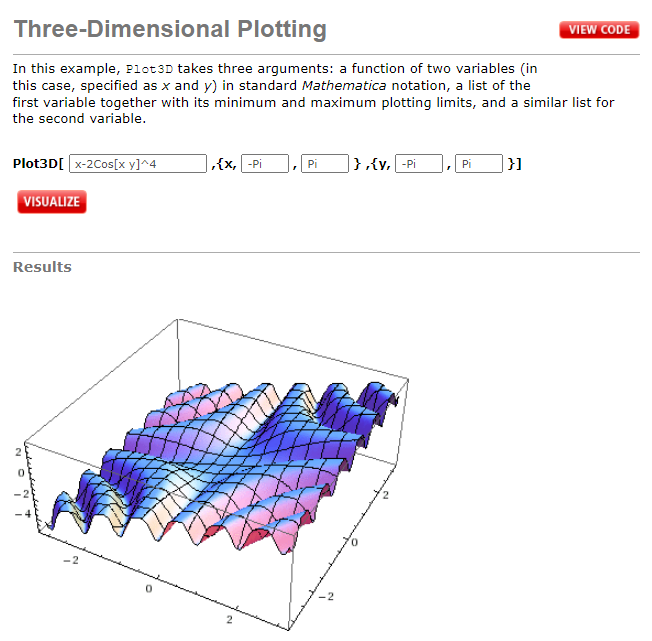 Three-Dimensional Plotting
VIEW CODE
In this example, Plot3D takes three arguments: a function of two variables (in
this case, specified as x and y) in standard Mathematica notation, a list of the
first variable together with its minimum and maximum plotting limits, and a similar list for
the second variable.
Plot3D[ x-2Cos[x y]^4 ,{x, -Pi , Pi } ,{y, -Pi , Pi }]
VISUALIZE
Results
2
0
-2
-4
-2
0
2
-2
0
2